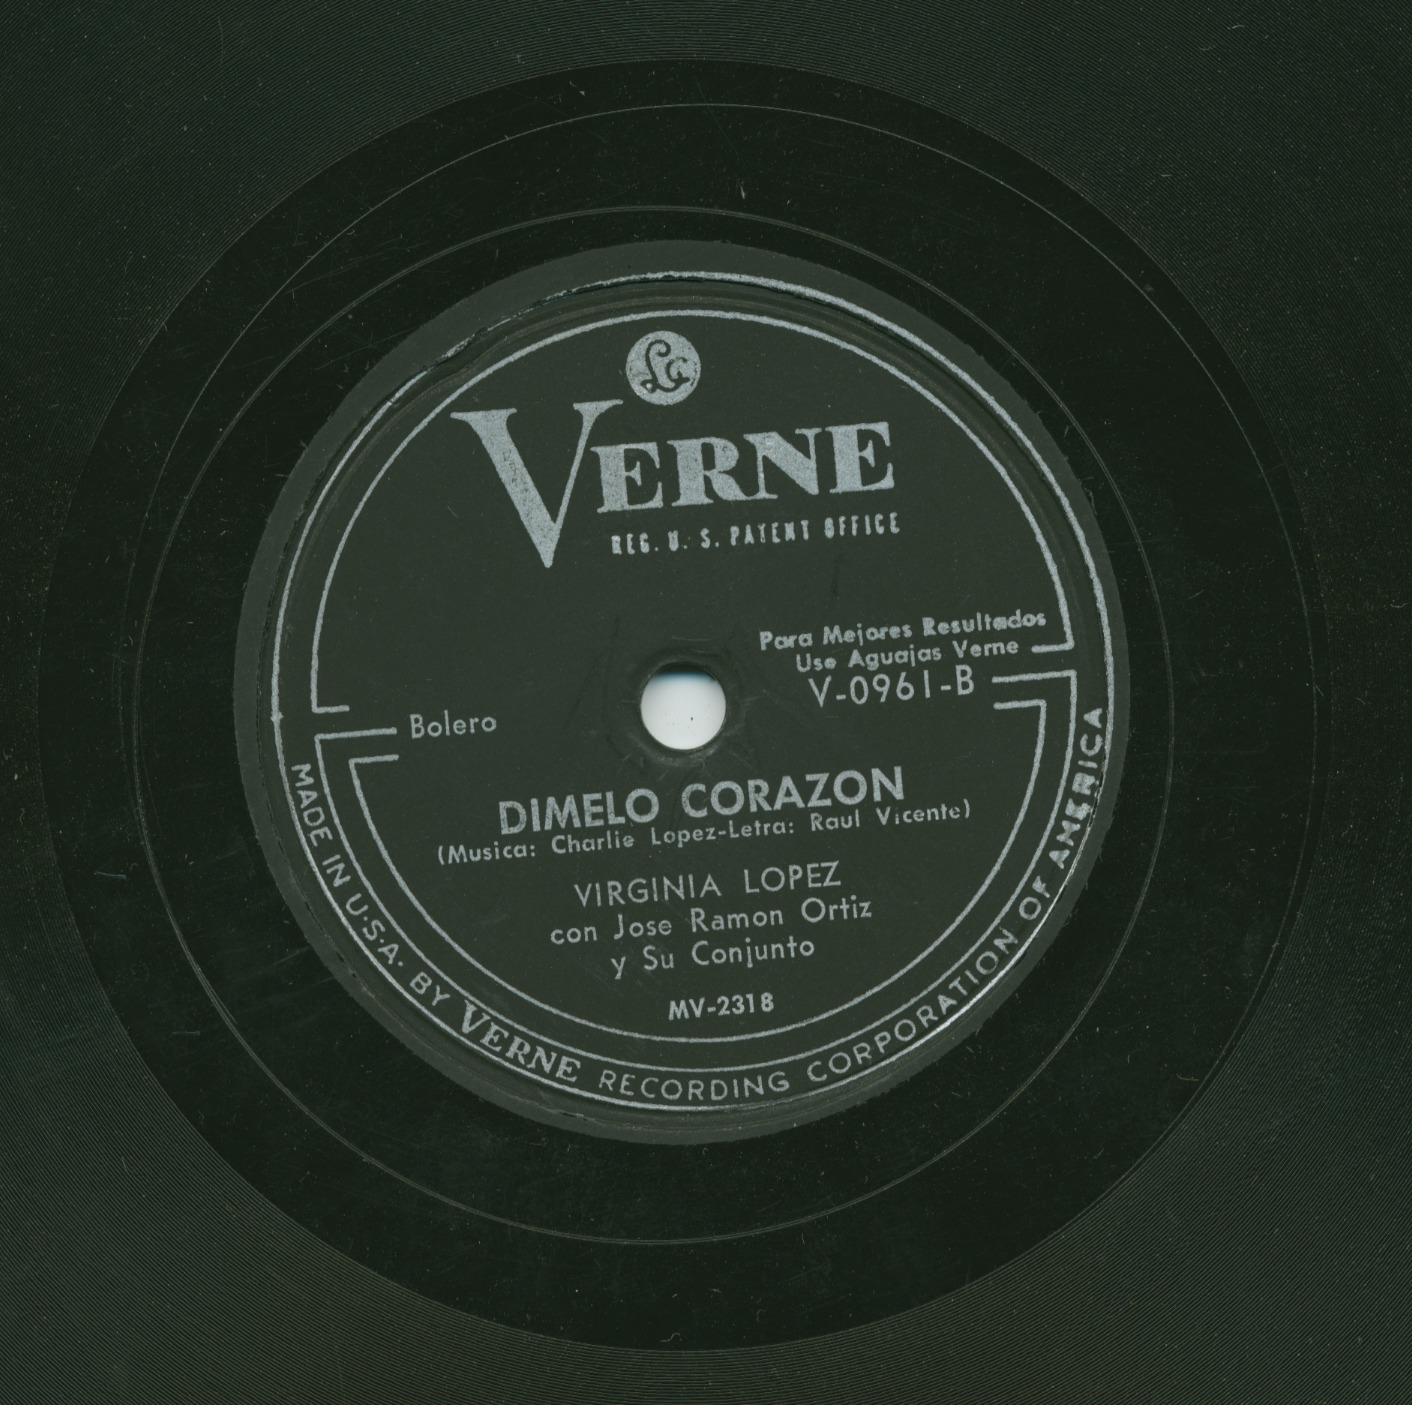 LG
VERNE
REG. U. S. PATENT OFFICE
Para Mejores Resultados
Use Aguajas Verne
V-0961-B
Bolero
DIMELO CORAZON
(Musica: Charlie Lopez-Letra: Raul Vicente)
VIRGINIA LOPEZ
con Jose Ramon Ortiz
y Su Conjunto
MV-2318
MADE IN U·S·A· BY VERNE RECORDING CORPORATION OF AMERICA